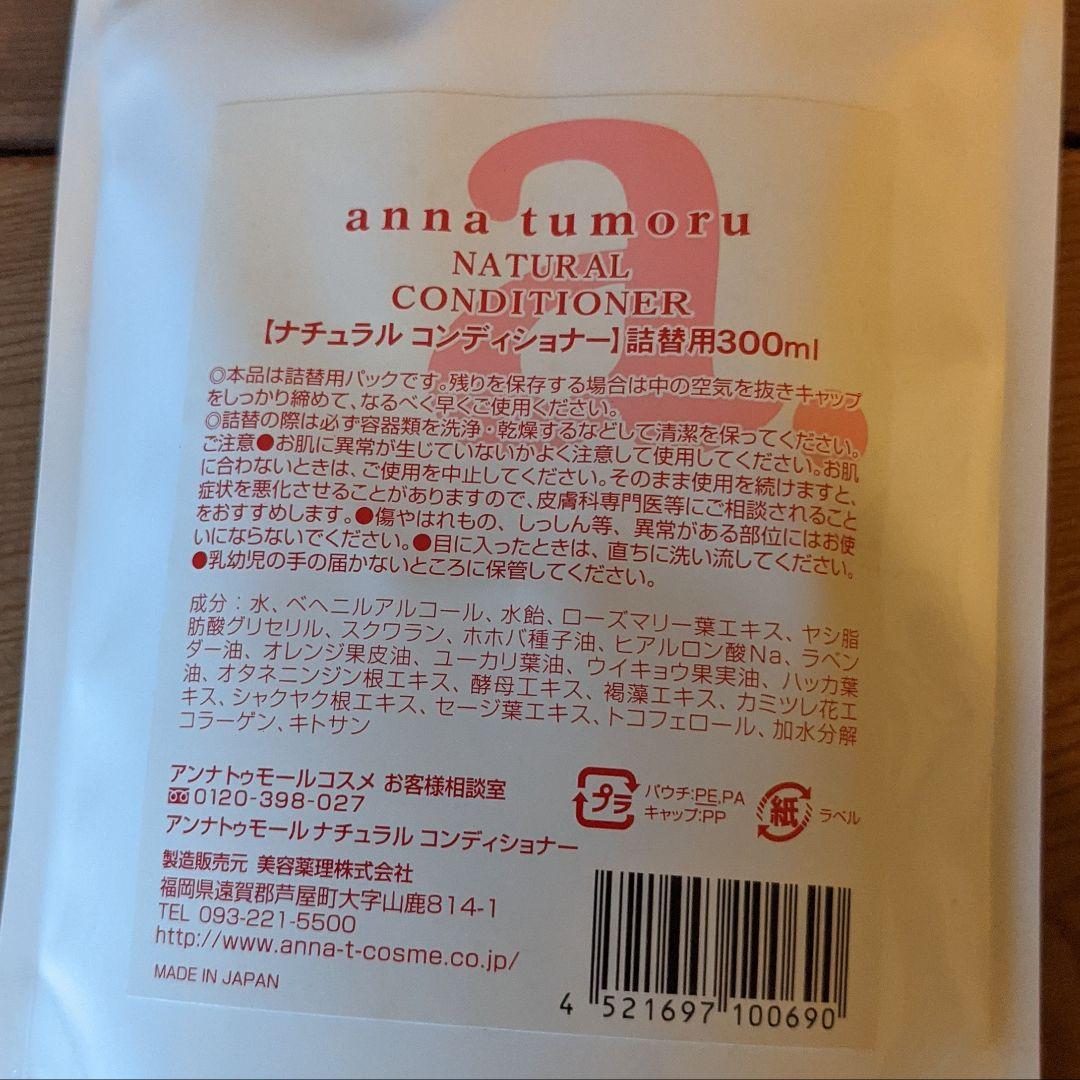 anna tumoru
NATURAL
CONDITIONER
【ナチュラル コンディショナー】詰替用300ml
◎本品は詰替用パックです。残りを保存する場合は中の空気を抜きキャップ
をしっかり締めて、なるべく早くご使用ください。
◎詰替の際は必ず容器類を洗浄・乾燥するなどして清潔を保ってください。
ご注意●お肌に異常が生じていないかよく注意して使用してください。お肌
に合わないときは、ご使用を中止してください。そのまま使用を続けますと、
症状を悪化させることがありますので、皮膚科専門医等にご相談されること
をおすすめします。●傷やはれもの、しっしん等、異常がある部位にはお使
いにならないでください。●目に入ったときは、直ちに洗い流してください。
●乳幼児の手の届かないところに保管してください。
成分：水、ベヘニルアルコール、水飴、ローズマリー葉エキス、ヤシ脂
肪酸グリセリル、スクワラン、ホホバ種子油、ヒアルロン酸Na、ラベン
ダー油、オレンジ果皮油、ユーカリ葉油、ウイキョウ果実油、ハッカ葉
油、オタネニンジン根エキス、酵母エキス、褐藻エキス、カミツレ花エ
キス、シャクヤク根エキス、セージ葉エキス、トコフェロール、加水分解
コラーゲン、キトサン
アンナトゥモールコスメ お客様相談室
0120-398-027
アンナトゥモール ナチュラル コンディショナー
プラ
パウチ:PE,PA
キャップ:PP
紙
ラベル
製造販売元 美容薬理株式会社
福岡県遠賀郡芦屋町大字山鹿814-1
TEL 093-221-5500
http://www.anna-t-cosme.co.jp/
MADE IN JAPAN
4 521697 100690